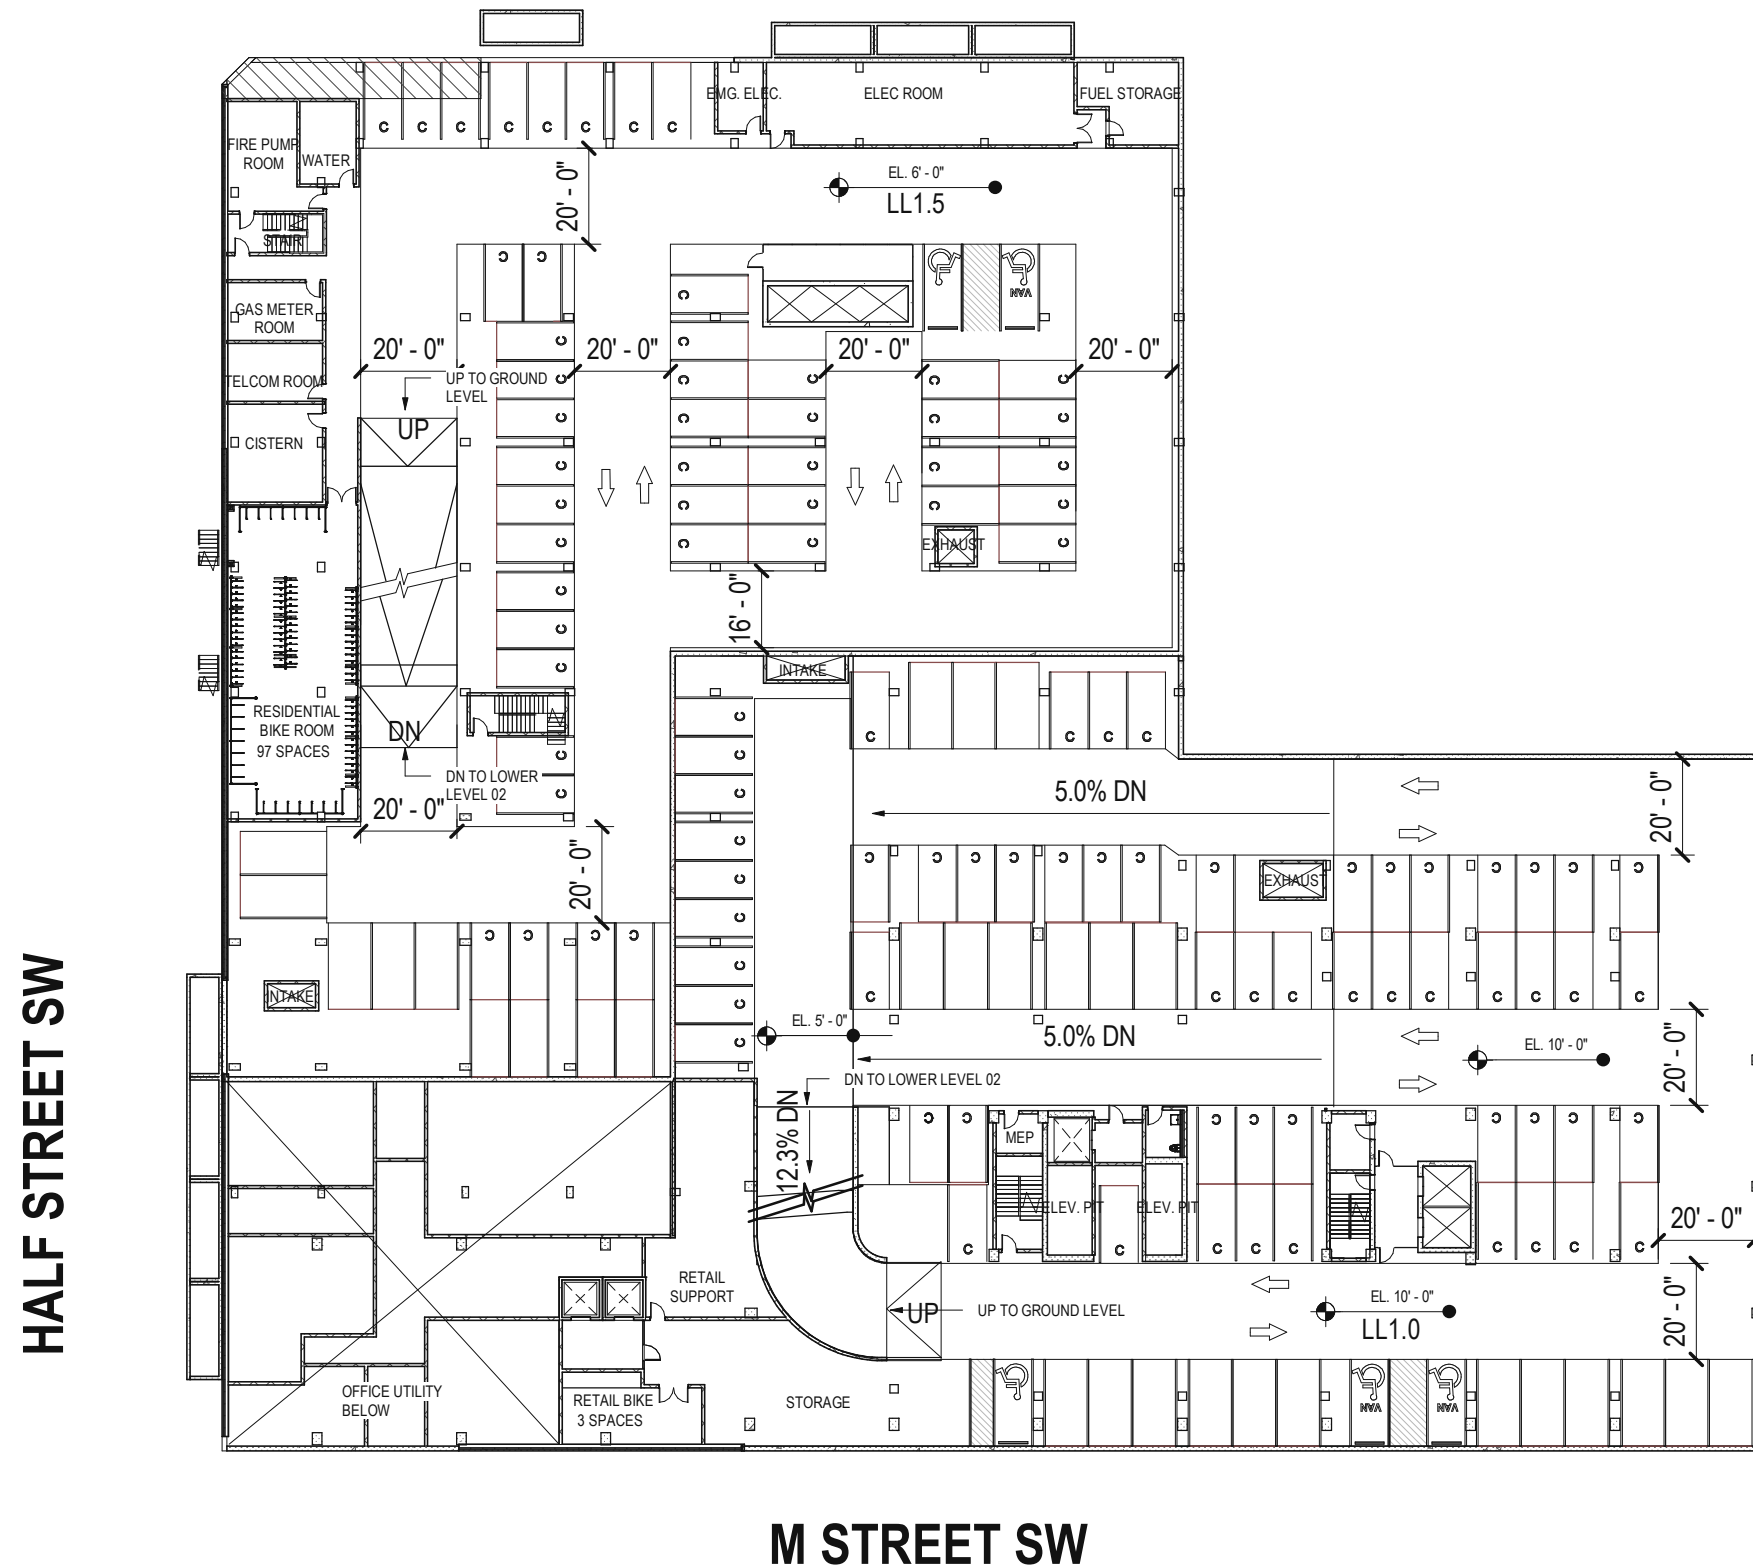 EMG. ELEC.
ELEC ROOM
FUEL STORAGE
C C C C C C C C
FIRE PUMP
ROOM
WATER
20' - 0"
EL. 6' - 0"
LL1.5
STAIR
VAN
GAS METER
ROOM
20' - 0"
20' - 0"
20' - 0"
20' - 0"
TELCOM ROOM
UP TO GROUND
LEVEL
UP
CISTERN
EXHAUST
16' - 0"
INTAKE
RESIDENTIAL
BIKE ROOM
97 SPACES
DN
DN TO LOWER
LEVEL 02
20' - 0"
5.0% DN
20' - 0"
20' - 0"
EXHAUST
INTAKE
EL. 5' - 0"
5.0% DN
EL. 10' - 0"
20' - 0"
DN TO LOWER LEVEL 02
12.3% DN
MEP
ELEV. PIT
ELEV. PIT
20' - 0"
RETAIL
SUPPORT
UP
UP TO GROUND LEVEL
EL. 10' - 0"
LL1.0
20' - 0"
OFFICE UTILITY
BELOW
RETAIL BIKE
3 SPACES
STORAGE
VAN
VAN
HALF STREET SW
M STREET SW